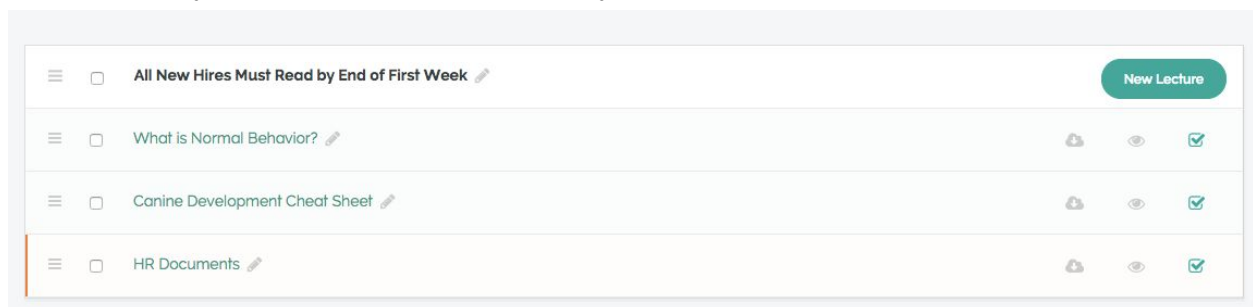 All New Hires Must Read by End of First Week
New Lecture
What is Normal Behavior?
Canine Development Cheat Sheet
HR Documents